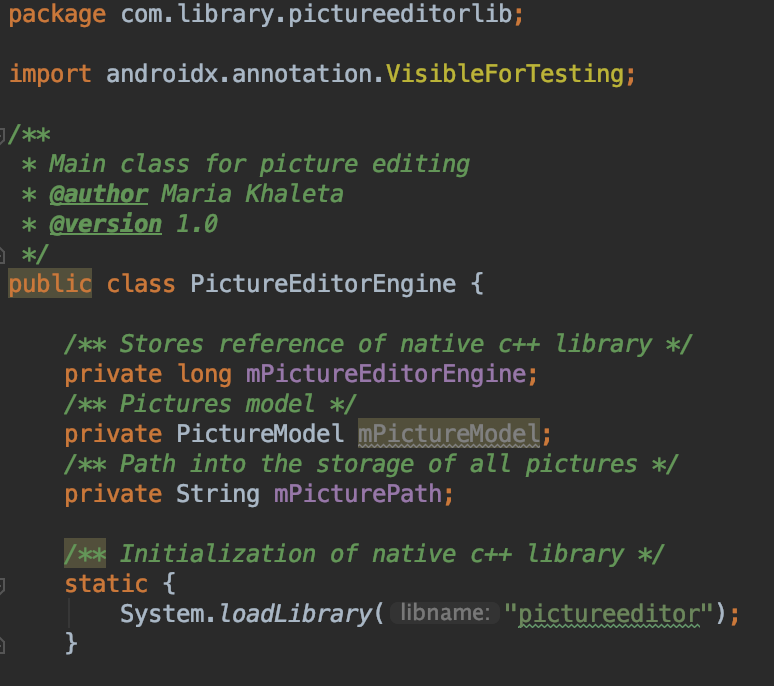 package com.library.pictureeditorlib;
import androidx.annotation.VisibleForTesting;
/**
* Main class for picture editing
* @author Maria Khaleta
* @version 1.0
*/
public class PictureEditorEngine {
/** Stores reference of native c++ library */
private long mPictureEditorEngine;
/** Pictures model */
private PictureModel mPictureModel;
/** Path into the storage of all pictures */
private String mPicturePath;
/** Initialization of native c++ library */
static {
System.loadLibrary( libname: "pictureeditor");
}